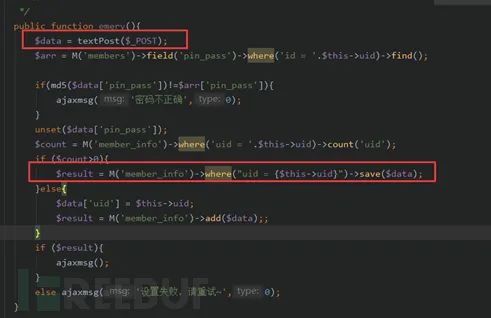 */
public function emery(){
$data = textPost($_POST);
$arr = M('members')->field('pin_pass')->where('id = '.$this->uid)->find();
if(md5($data['pin_pass'])!=$arr['pin_pass']){
ajaxmsg( msg: '密码不正确', type: 0);
}
unset($data['pin_pass']);
$count = M('member_info')->where('uid = '.$this->uid)->count('uid');
if ($count>0){
$result = M('member_info')->where("uid = {$this->uid}")->save($data);
}else{
$data['uid'] = $this->uid;
$result = M('member_info')->add($data);
}
if ($result){
ajaxmsg();
}
else ajaxmsg( msg: '设置失败，请重试~', type: 0);
}
REEBUF